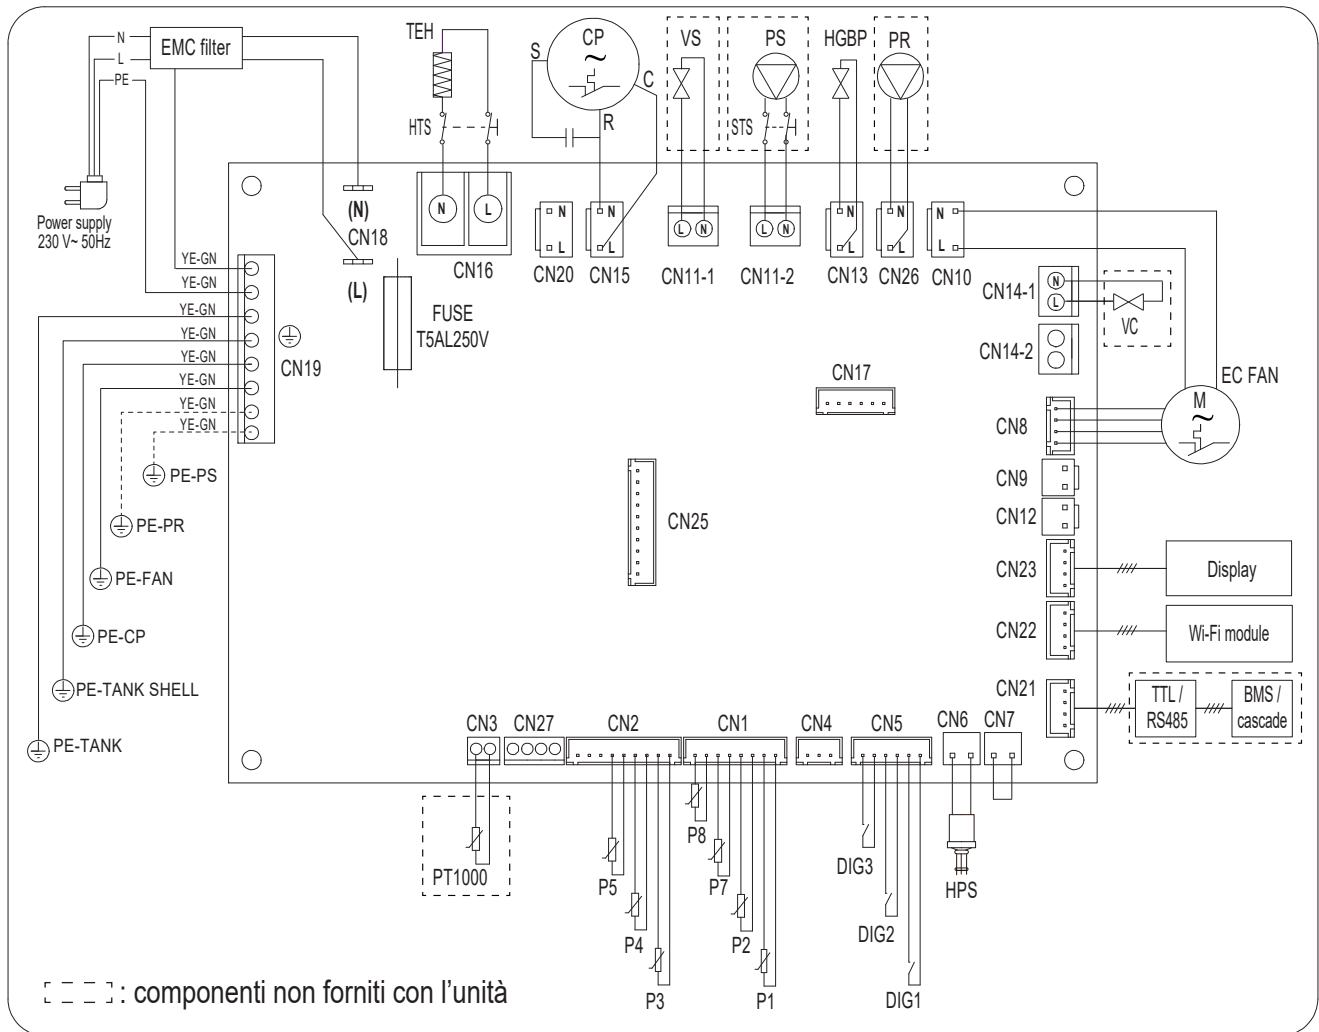 TEH
CP
VS
PS
HGBP
PR
N
EMC filter
S
L
C
PE
HTS
R
STS
Power supply
230 V~ 50Hz
(N)
CN18
(L)
N
L
CN16
N
L
CN20
N
L
CN15
L
N
CN11-1
L
N
CN11-2
N
L
CN13
N
L
CN26
N
L
CN10
CN14-1
N
L
VC
CN14-2
YE-GN
YE-GN
YE-GN
YE-GN
YE-GN
YE-GN
YE-GN
YE-GN
CN19
FUSE
T5AL250V
CN17
EC FAN
M
~
~
CN8
CN9
CN12
CN23
Display
CN22
Wi-Fi module
CN21
TTL /
RS485
BMS /
cascade
CN25
PE-PS
PE-PR
PE-FAN
PE-CP
PE-TANK SHELL
PE-TANK
CN3
CN27
CN2
CN1
CN4
CN5
CN6
CN7
PT1000
P5
P4
P3
P8
P7
P2
P1
DIG3
DIG2
DIG1
HPS
: componenti non forniti con l'unità